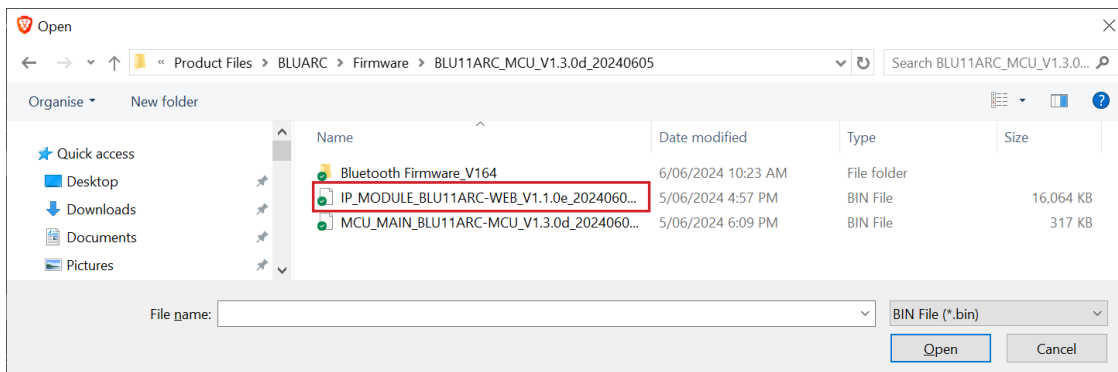 Open
« Product Files > BLUARC > Firmware > BLU11ARC_MCU_V1.3.0d_20240605
Search BLU11ARC_MCU_V1.3.0...
Organise New folder
Name Date modified Type Size
Quick access
Desktop
Downloads
Documents
Pictures
Bluetooth Firmware_V164 6/06/2024 10:23 AM File folder
IP_MODULE_BLU11ARC-WEB_V1.1.0e_2024060... 5/06/2024 4:57 PM BIN File 16,064 KB
MCU_MAIN_BLU11ARC-MCU_V1.3.0d_2024060... 5/06/2024 6:09 PM BIN File 317 KB
File name: BIN File (*.bin)
Open Cancel